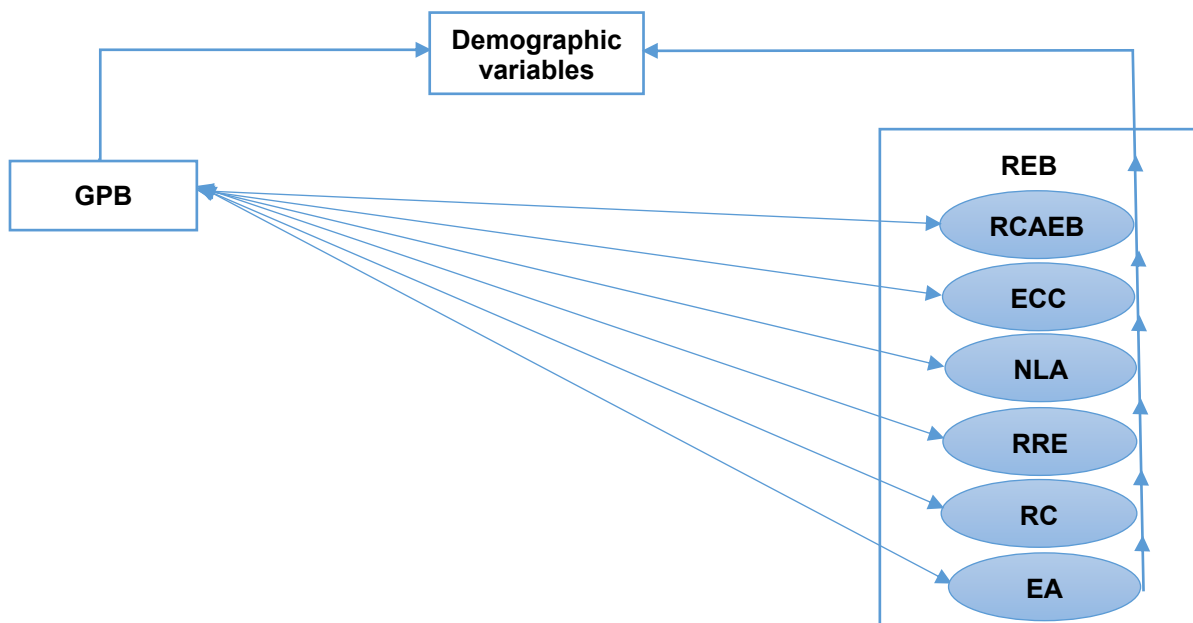 Demographic
variables
GPB
REB
RCAEB
ECC
NLA
RRE
RC
EA